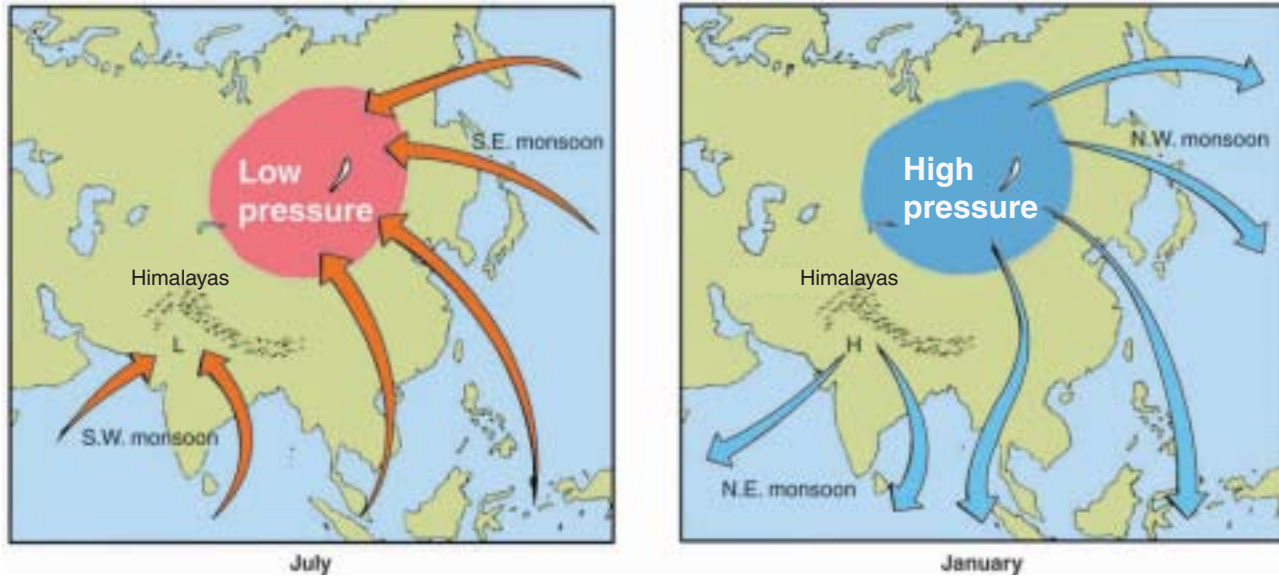 S.E. monsoon
Low
pressure
Himalayas
L
S.W. monsoon
July
N.W. monsoon
High
pressure
Himalayas
H
N.E. monsoon
January